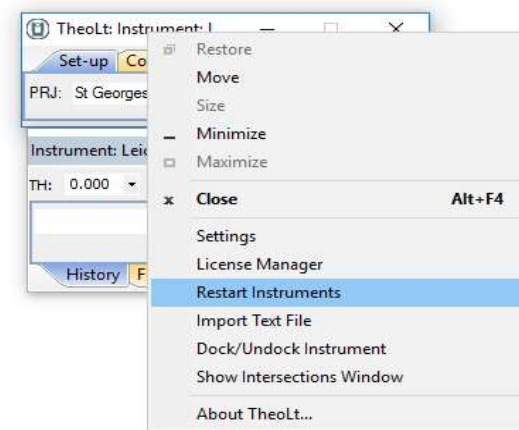 TheoLt: Instrument: L
Set-up Co
PRJ: St Georges
Instrument: Leic
TH: 0.000
History F
Restore
Move
Size
Minimize
Maximize
Close Alt+F4
Settings
License Manager
Restart Instruments
Import Text File
Dock/Undock Instrument
Show Intersections Window
About TheoLt...